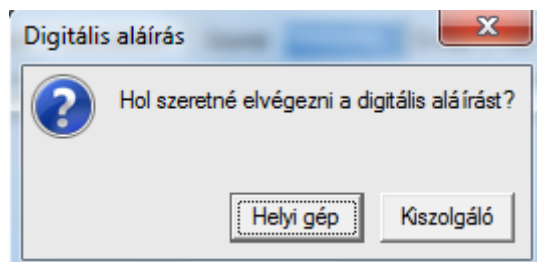 Digitális aláírás
Hol szeretné elvégezni a digitális aláírást?
Helyi gép
Kiszolgáló